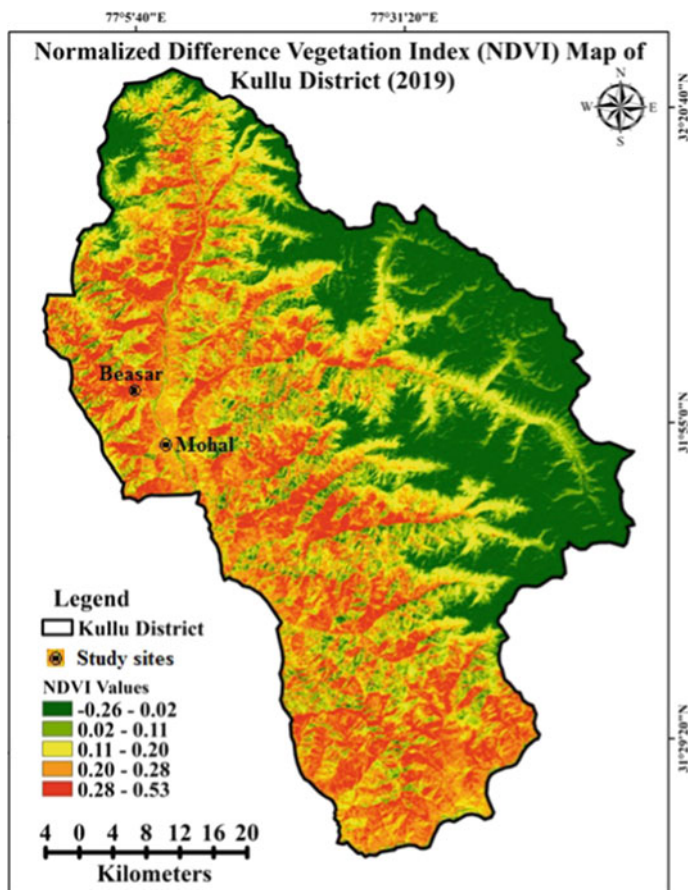 77°5'40"E 77°31'20"E
Normalized Difference Vegetation Index (NDVI) Map of
Kullu District (2019)
N
W E
S
32°20'40"N
Beasar
31°55'0"N
Mohal
Legend
Kullu District
Study sites
NDVI Values
-0.26 - 0.02
0.02 - 0.11
0.11 - 0.20
0.20 - 0.28
0.28 - 0.53
31°29'20"N
4 0 4 8 12 16 20
Kilometers